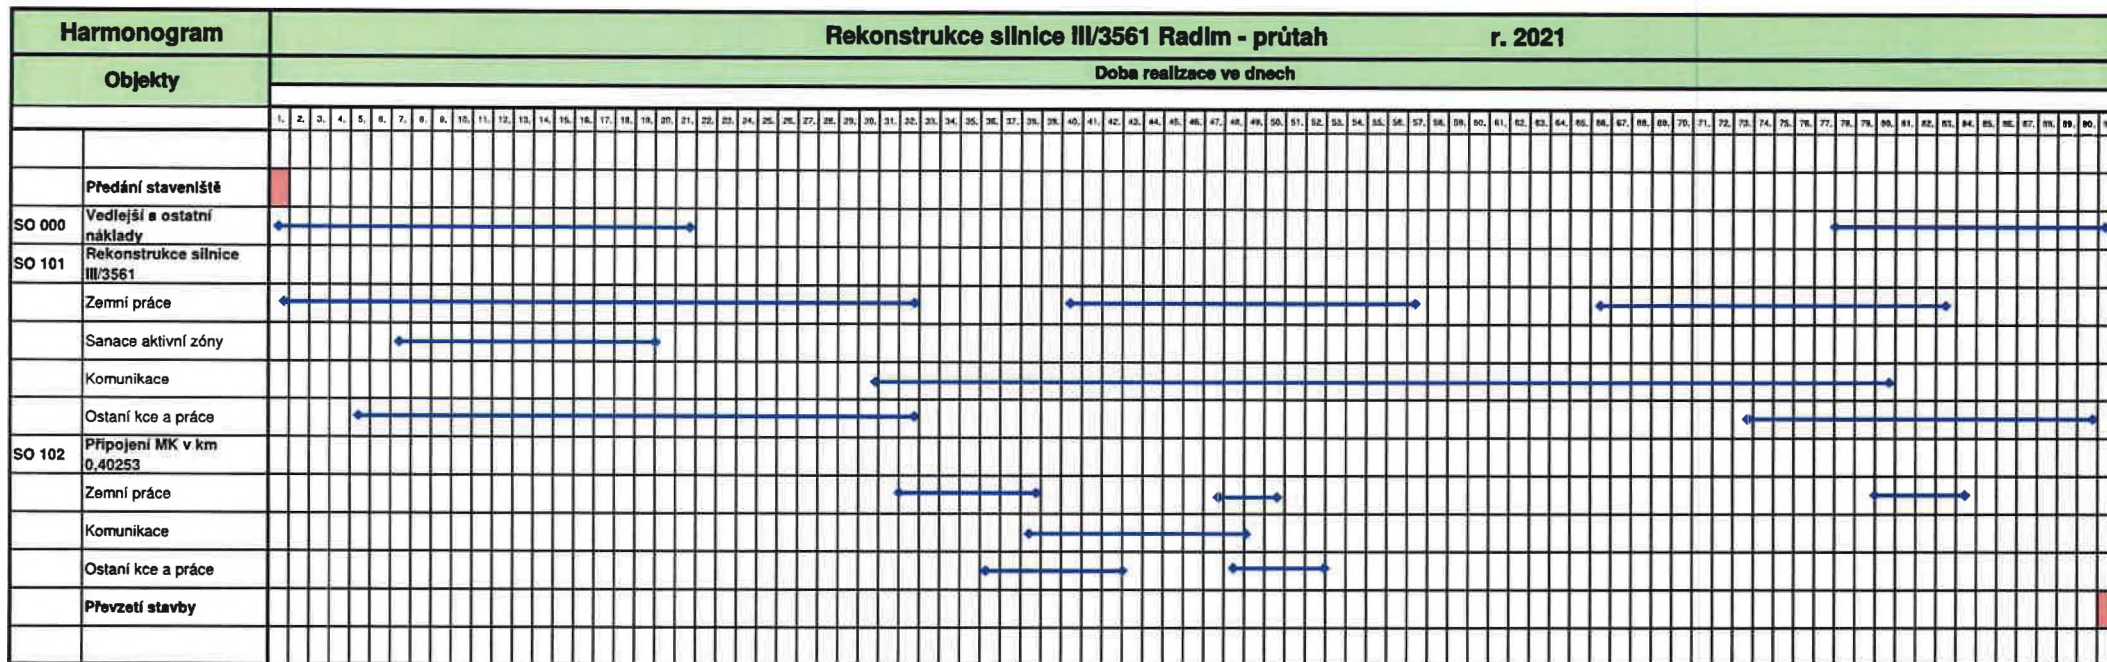 Harmonogram
Rekonstrukce silnice III/3561 Radim - průtah r. 2021
Objekty
Doba realizace ve dnech
1. 2. 3. 4. 5. 6. 7. 8. 9. 10. 11. 12. 13. 14. 15. 16. 17. 18. 19. 20. 21. 22. 23. 24. 25. 26. 27. 28. 29. 30. 31. 32. 33. 34. 35. 36. 37. 38. 39. 40. 41. 42. 43. 44. 45. 46. 47. 48. 49. 50. 51. 52. 53. 54. 55. 56. 57. 58. 59. 60. 61. 62. 63. 64. 65. 66. 67. 68. 69. 70. 71. 72. 73. 74. 75. 76. 77. 78. 79. 80. 81. 82. 83. 84. 85. 86. 87. 88. 89. 90.
Předání staveniště
SO 000 Vedlejší a ostatní
náklady
SO 101 Rekonstrukce silnice
III/3561
Zemní práce
Sanace aktivní zóny
Komunikace
Ostaní kce a práce
SO 102 Připojení MK v km
0,40253
Zemní práce
Komunikace
Ostaní kce a práce
Převzetí stavby